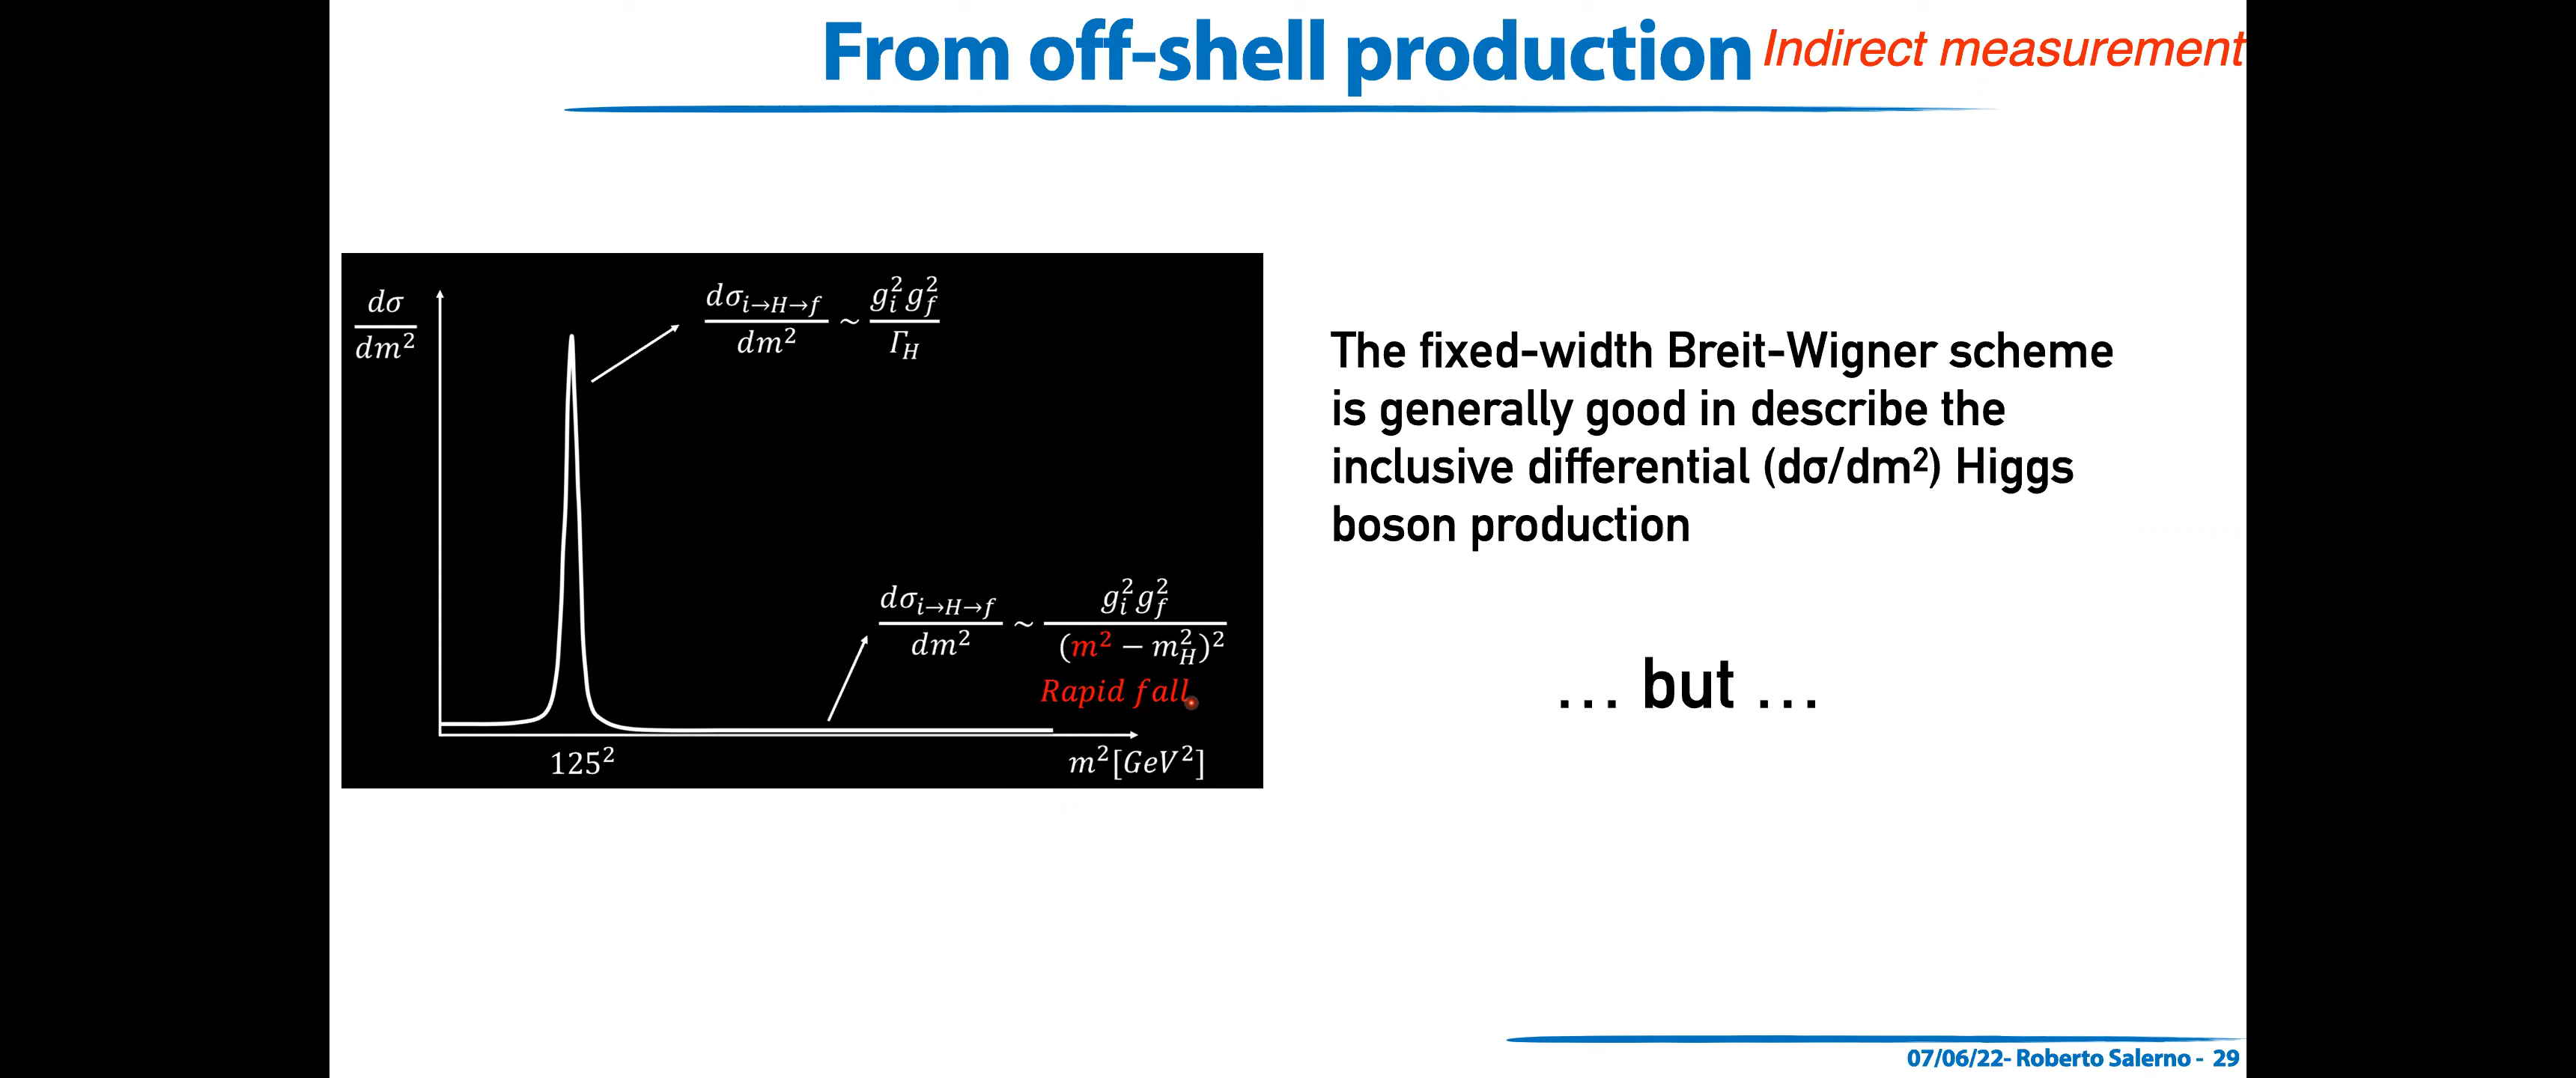 From off-shell production Indirect measurement
dσ/dm²
dσ_{i→H→f}/dm² ~ g_i² g_f²/Γ_H
dσ_{i→H→f}/dm² ~ g_i² g_f²/(m² − m_H²)²
Rapid fall
125²
m²[GeV²]
The fixed-width Breit-Wigner scheme
is generally good in describe the
inclusive differential (dσ/dm²) Higgs
boson production
... but ...
07/06/22- Roberto Salerno - 29